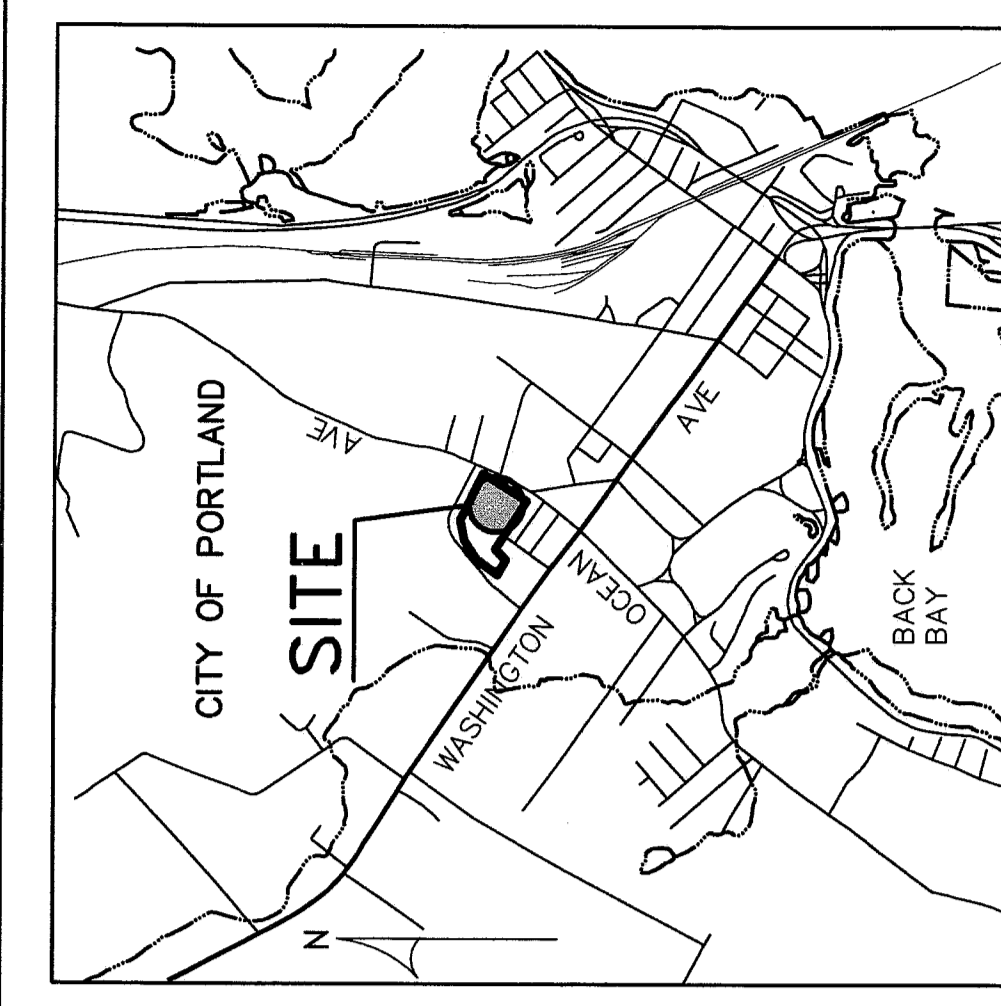 CITY OF PORTLAND
SITE
AVE
WASHINGTON
AVE
OCEAN
BACK
BAY
N